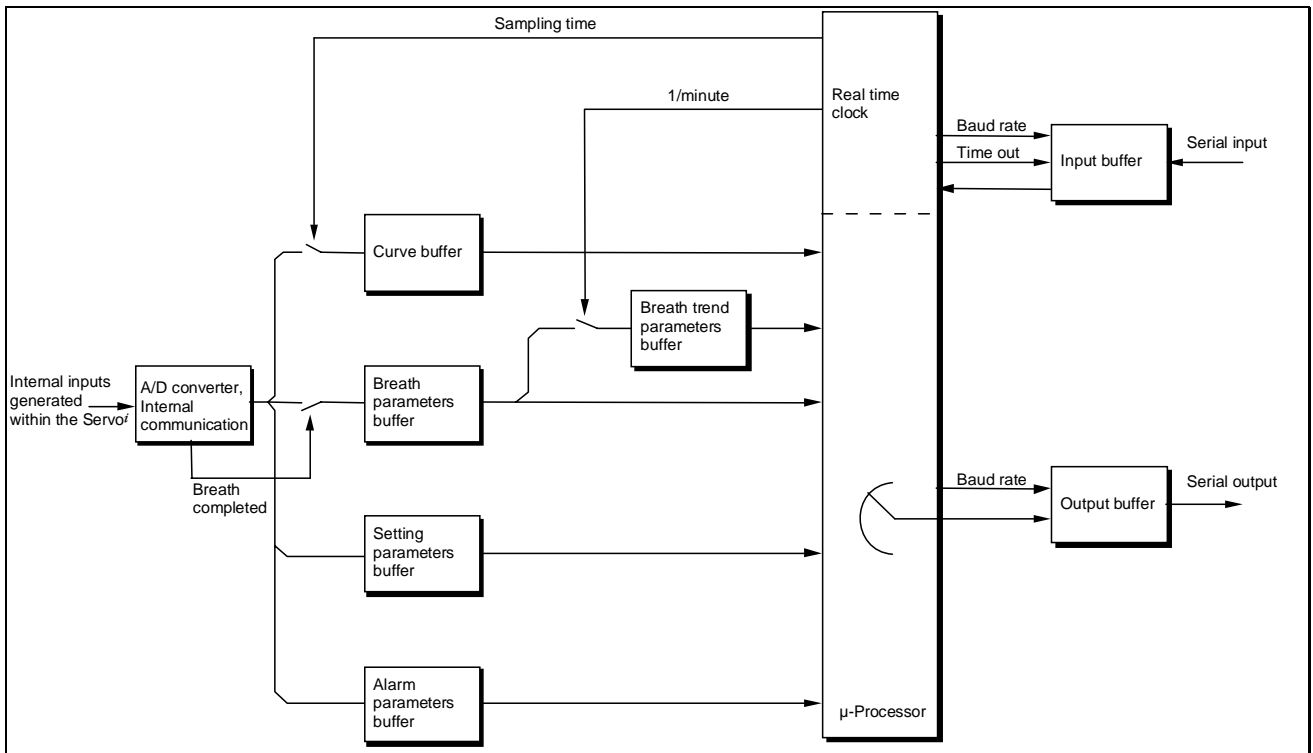 Sampling time
1/minute
Real time
clock
Baud rate
Time out
Input buffer
Serial input
Curve buffer
Breath trend
parameters
buffer
Internal inputs
generated
within the Servoi
A/D converter,
Internal
communication
Breath
parameters
buffer
Breath
completed
Baud rate
Output buffer
Serial output
Setting
parameters
buffer
Alarm
parameters
buffer
µ-Processor